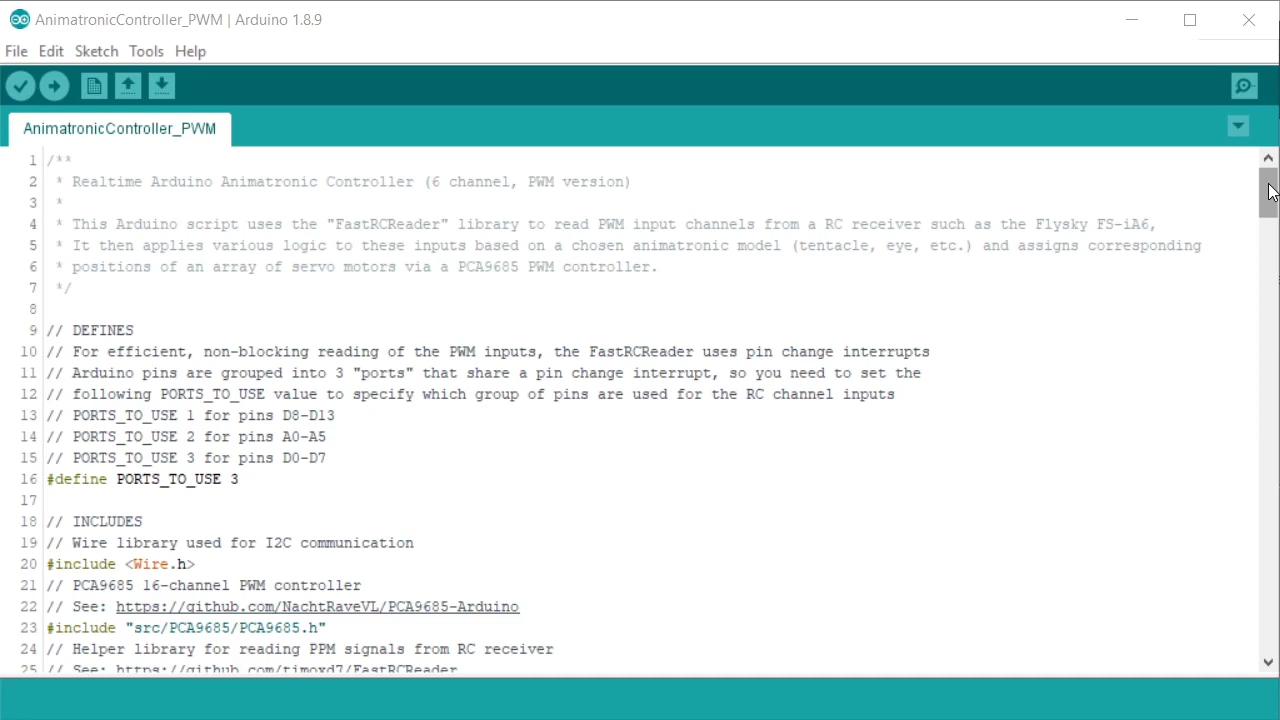 AnimatronicController_PWM | Arduino 1.8.9
File Edit Sketch Tools Help
AnimatronicController_PWM
1 /**
2 * Realtime Arduino Animatronic Controller (6 channel, PWM version)
3 *
4 * This Arduino script uses the "FastRCReader" library to read PWM input channels from a RC receiver such as the Flysky FS-iA6,
5 * It then applies various logic to these inputs based on a chosen animatronic model (tentacle, eye, etc.) and assigns corresponding
6 * positions of an array of servo motors via a PCA9685 PWM controller.
7 */
8
9 // DEFINES
10 // For efficient, non-blocking reading of the PWM inputs, the FastRCReader uses pin change interrupts
11 // Arduino pins are grouped into 3 "ports" that share a pin change interrupt, so you need to set the
12 // following PORTS_TO_USE value to specify which group of pins are used for the RC channel inputs
13 // PORTS_TO_USE 1 for pins D8-D13
14 // PORTS_TO_USE 2 for pins A0-A5
15 // PORTS_TO_USE 3 for pins D0-D7
16 #define PORTS_TO_USE 3
17
18 // INCLUDES
19 // Wire library used for I2C communication
20 #include <Wire.h>
21 // PCA9685 16-channel PWM controller
22 // See: https://github.com/NachtRaveVL/PCA9685-Arduino
23 #include "src/PCA9685/PCA9685.h"
24 // Helper library for reading PPM signals from RC receiver
25 // See: https://github.com/timoxd7/FastRCReader